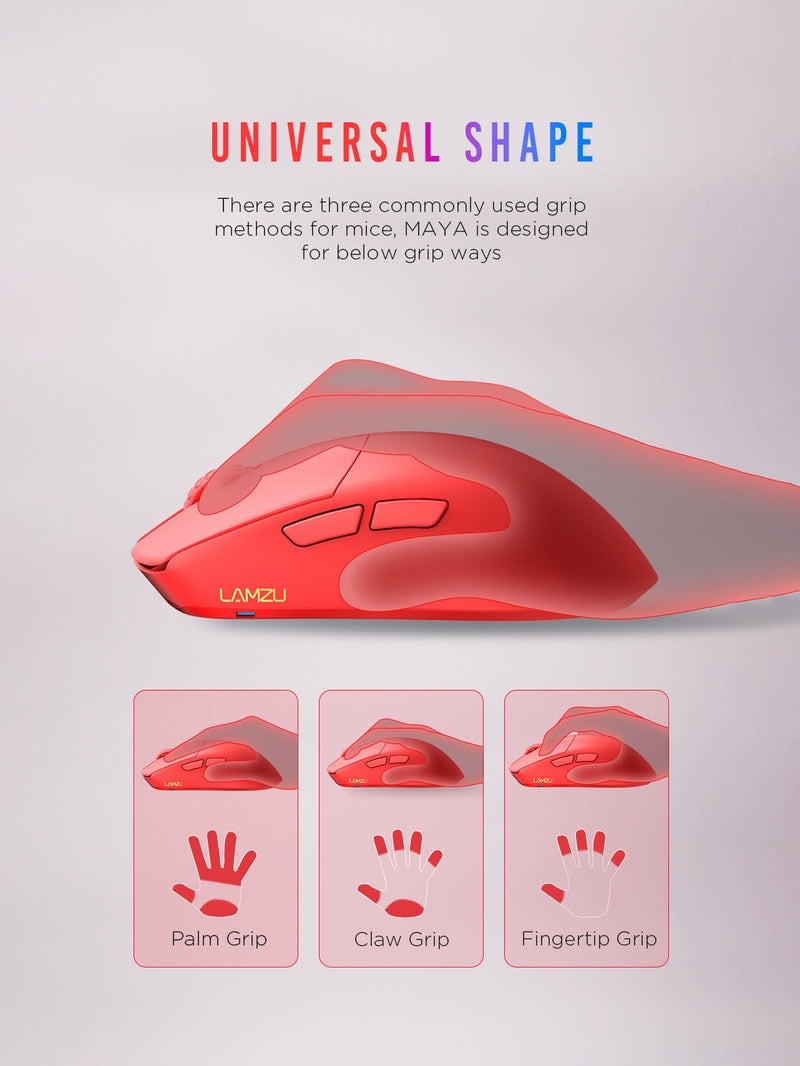 UNIVERSAL SHAPE
There are three commonly used grip
methods for mice, MAYA is designed
for below grip ways
LAMZU
LAMZU
LAMZU
LAMZU
Palm Grip
Claw Grip
Fingertip Grip